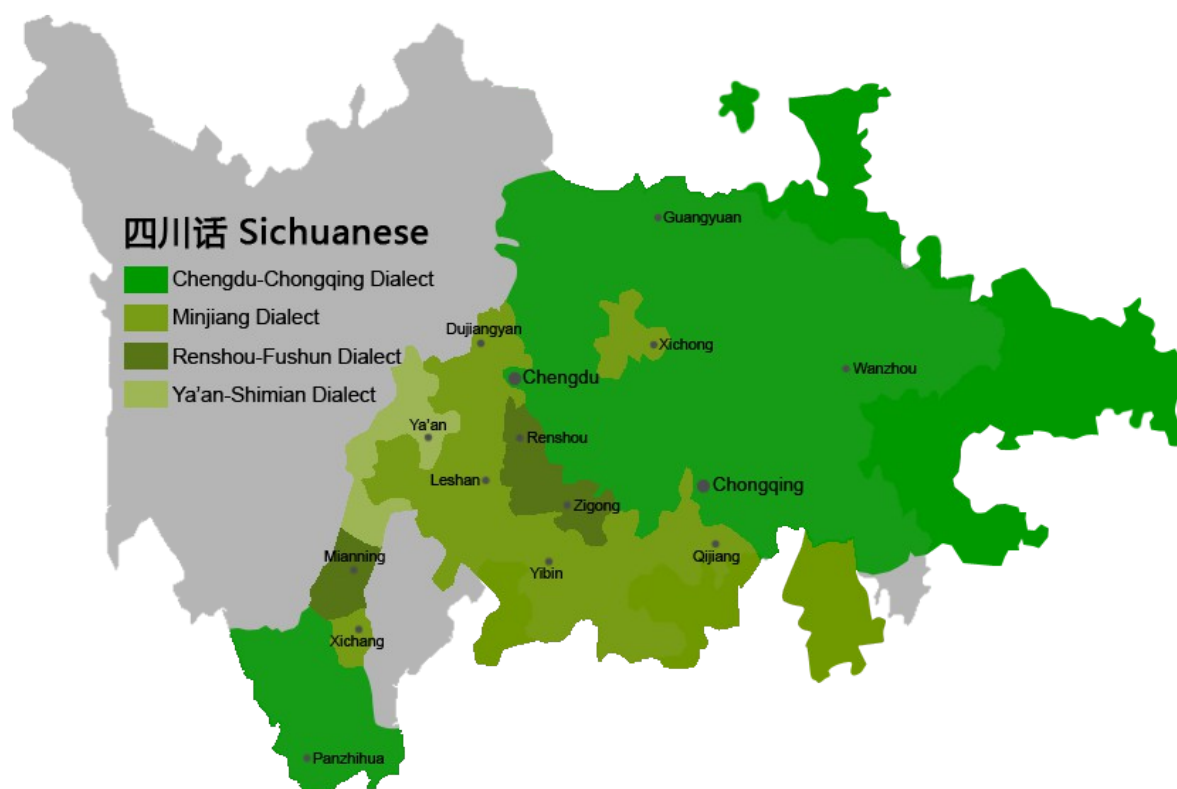 四川话 Sichuanese
Chengdu-Chongqing Dialect
Minjiang Dialect
Renshou-Fushun Dialect
Ya'an-Shimian Dialect
Guangyuan
Dujiangyan
Xichong
Wanzhou
Chengdu
Ya'an
Renshou
Leshan
Chongqing
Zigong
Mianning
Qijiang
Yibin
Xichang
Panzhihua